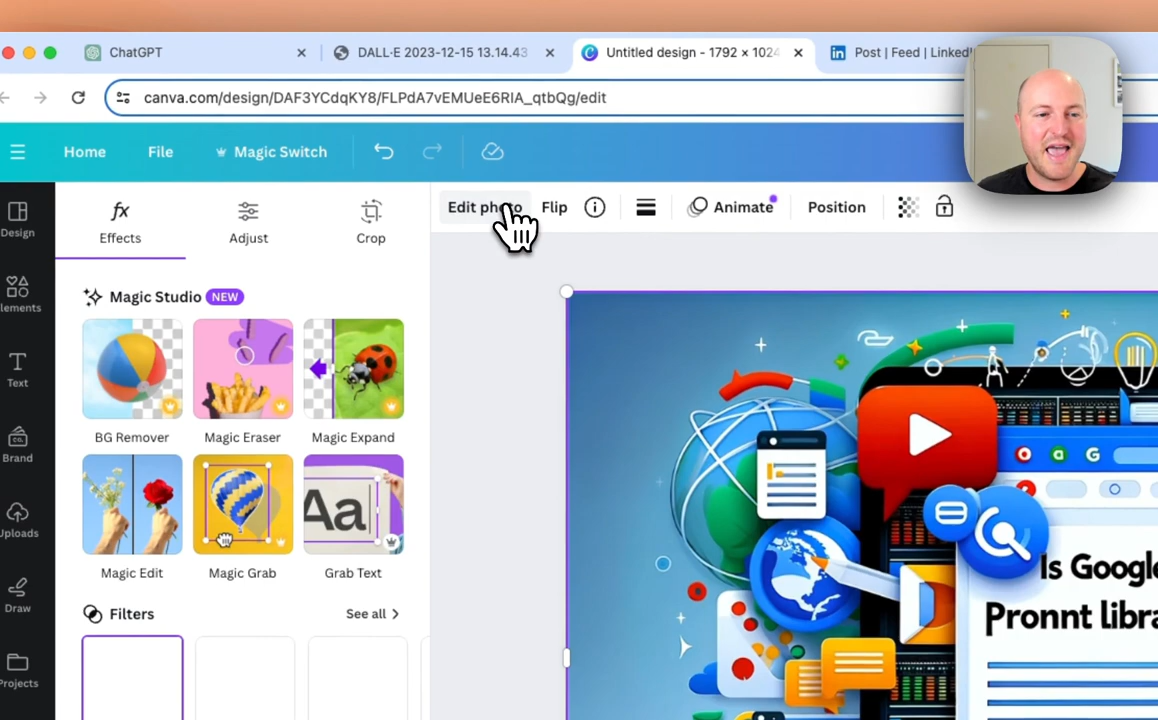 ChatGPT
DALL·E 2023-12-15 13.14.43
Untitled design - 1792 × 1024
Post | Feed | LinkedI
canva.com/design/DAF3YCdqKY8/FLPdA7vEMUeE6RIA_qtbQg/edit
Home
File
Magic Switch
Design
Effects
Adjust
Crop
Edit photo
Flip
Animate
Position
Magic Studio NEW
lements
BG Remover
Magic Eraser
Magic Expand
Text
Brand
Aa
Uploads
Magic Edit
Magic Grab
Grab Text
Draw
Filters
See all
Projects
a G
Is Google
Pronnt libra